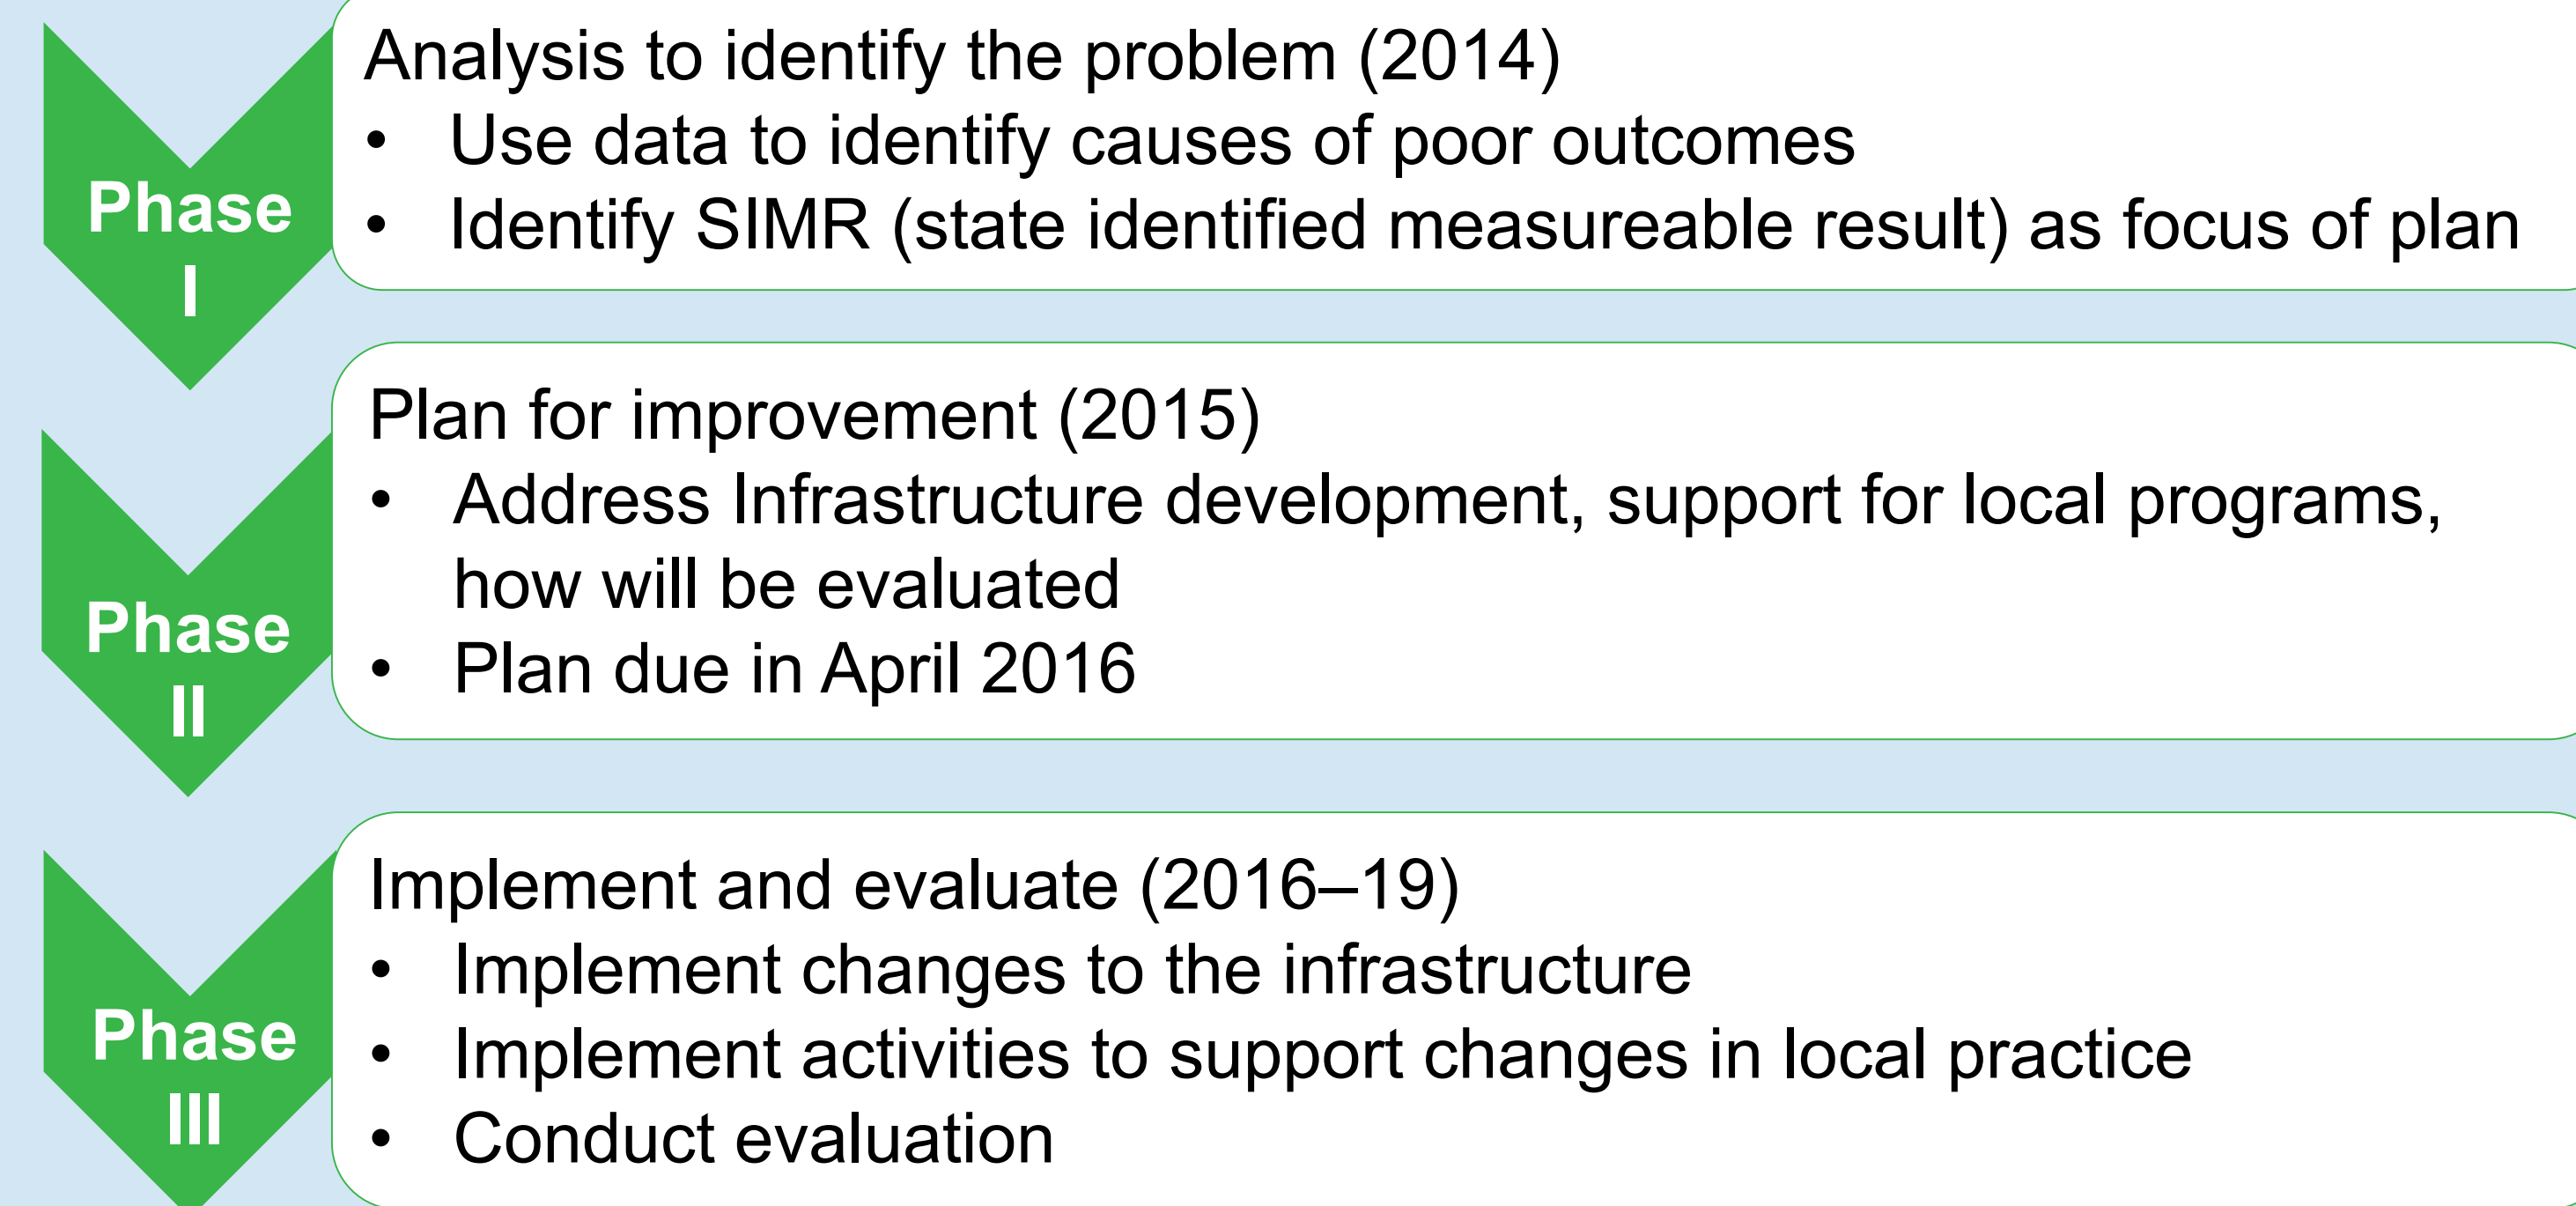 Phase
I
Analysis to identify the problem (2014)
• Use data to identify causes of poor outcomes
• Identify SIMR (state identified measureable result) as focus of plan
Phase
II
Plan for improvement (2015)
• Address Infrastructure development, support for local programs,
how will be evaluated
• Plan due in April 2016
Phase
III
Implement and evaluate (2016–19)
• Implement changes to the infrastructure
• Implement activities to support changes in local practice
• Conduct evaluation